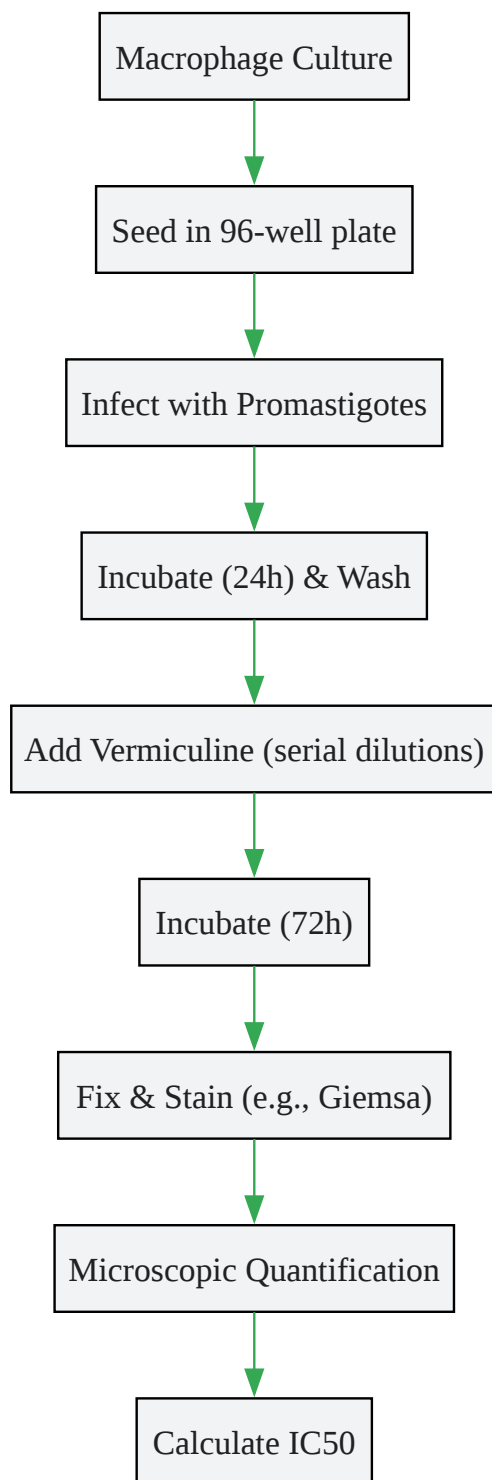 Macrophage Culture
Seed in 96-well plate
Infect with Promastigotes
Incubate (24h) & Wash
Add Vermiculine (serial dilutions)
Incubate (72h)
Fix & Stain (e.g., Giemsa)
Microscopic Quantification
Calculate IC50